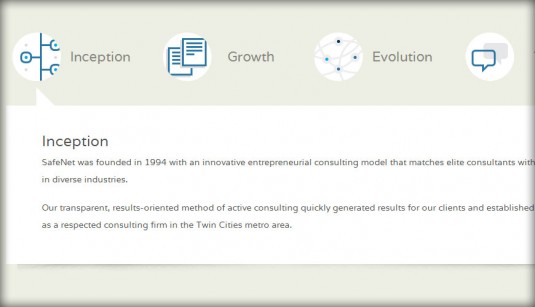 Inception
Growth
Evolution
Inception
SafeNet was founded in 1994 with an innovative entrepreneurial consulting model that matches elite consultants with
in diverse industries.
Our transparent, results-oriented method of active consulting quickly generated results for our clients and established
as a respected consulting firm in the Twin Cities metro area.